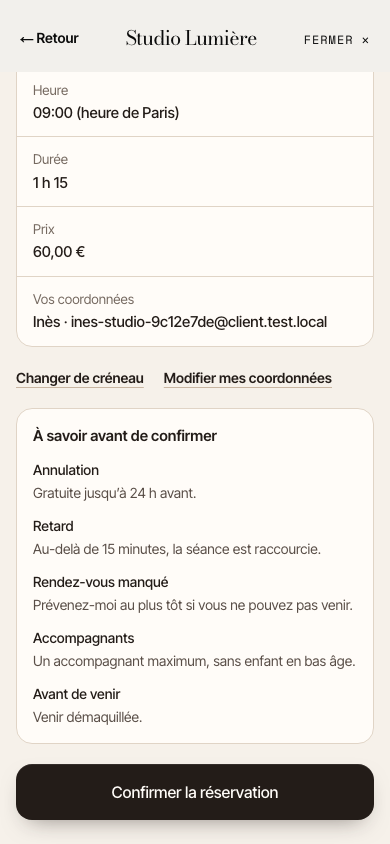 ← Retour
Studio Lumière
FERMER ×
Heure
09:00 (heure de Paris)
Durée
1 h 15
Prix
60,00 €
Vos coordonnées
Inès · ines-studio-9c12e7de@client.test.local
Changer de créneau
Modifier mes coordonnées
À savoir avant de confirmer
Annulation
Gratuite jusqu’à 24 h avant.
Retard
Au-delà de 15 minutes, la séance est raccourcie.
Rendez-vous manqué
Prévenez-moi au plus tôt si vous ne pouvez pas venir.
Accompagnants
Un accompagnant maximum, sans enfant en bas âge.
Avant de venir
Venir démaquillée.
Confirmer la réservation